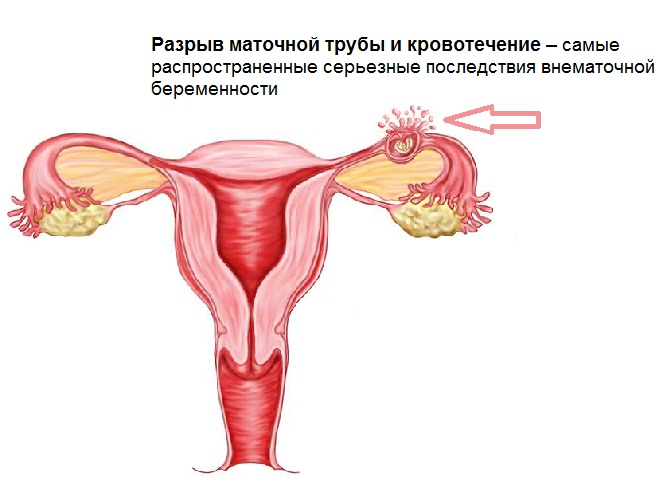 Разрыв маточной трубы и кровотечение – самые
распространенные серьезные последствия внематочной
беременности